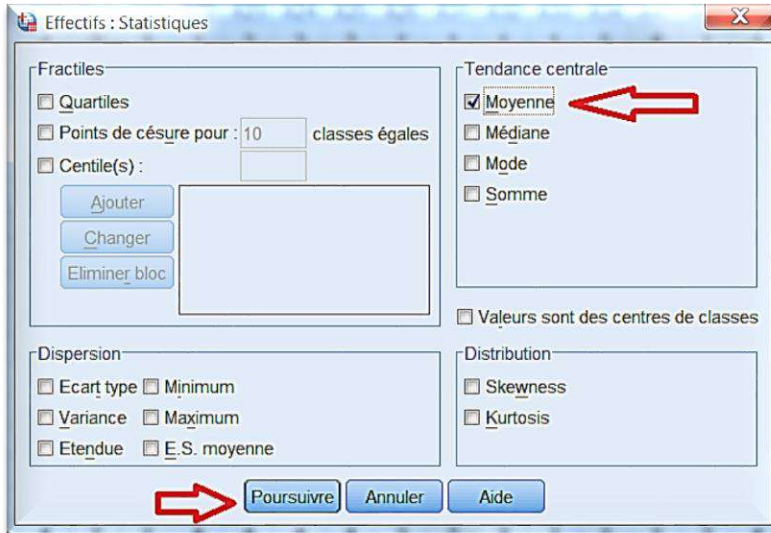 Effectifs : Statistiques
Fractiles
Quartiles
Points de césure pour : 10 classes égales
Centile(s) :
Ajouter
Changer
Eliminer bloc
Tendance centrale
Moyenne
Médiane
Mode
Somme
Valeurs sont des centres de classes
Dispersion
Ecart type Minimum
Variance Maximum
Etendue E.S. moyenne
Distribution
Skewness
Kurtosis
Poursuivre Annuler Aide